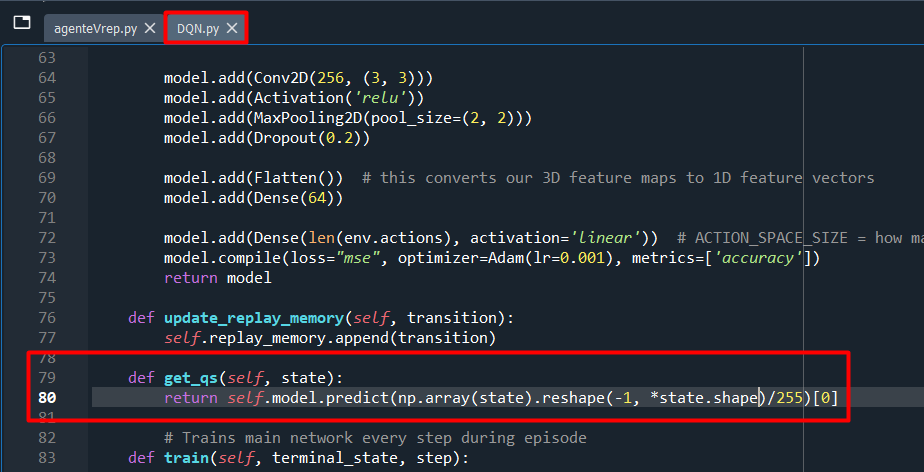 agenteVrep.py
DQN.py
63
64 model.add(Conv2D(256, (3, 3)))
65 model.add(Activation('relu'))
66 model.add(MaxPooling2D(pool_size=(2, 2)))
67 model.add(Dropout(0.2))
68
69 model.add(Flatten())  # this converts our 3D feature maps to 1D feature vectors
70 model.add(Dense(64))
71
72 model.add(Dense(len(env.actions), activation='linear'))  # ACTION_SPACE_SIZE = how ma
73 model.compile(loss="mse", optimizer=Adam(lr=0.001), metrics=['accuracy'])
74 return model
75
76 def update_replay_memory(self, transition):
77 self.replay_memory.append(transition)
78
79 def get_qs(self, state):
80 return self.model.predict(np.array(state).reshape(-1, *state.shape)/255)[0]
81
82 # Trains main network every step during episode
83 def train(self, terminal_state, step):